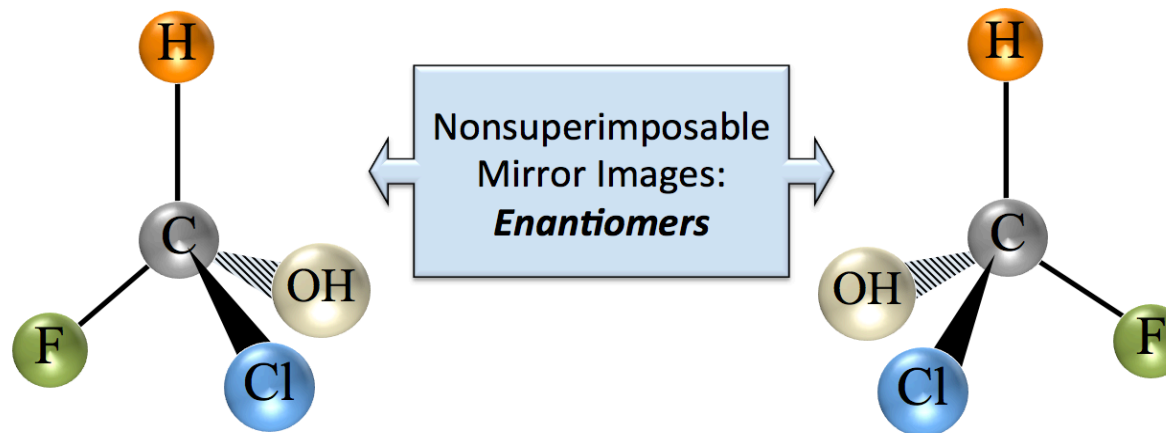 H
H
Nonsuperimposable
Mirror Images:
Enantiomers
C
C
OH
OH
F
F
Cl
Cl